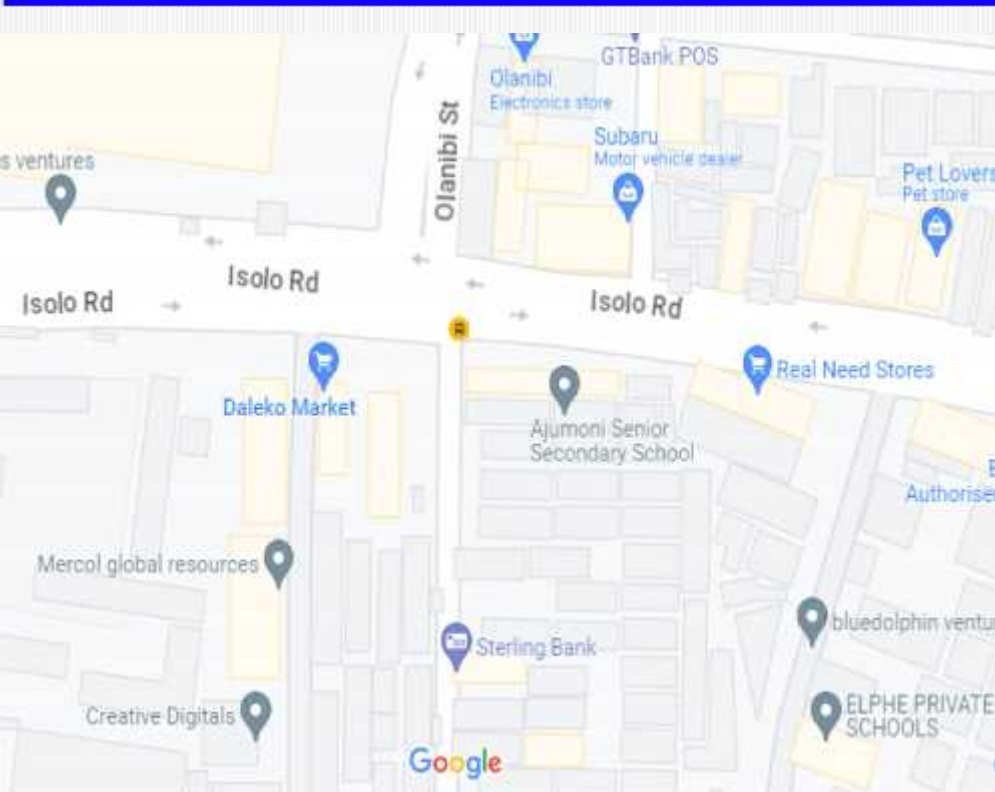 GTBank POS
Olanibi
Electronics store
Olanibi St
Subaru
Motor vehicle dealer
s ventures
Pet Lovers
Pet store
Isolo Rd
Isolo Rd
Isolo Rd
Real Need Stores
Daleko Market
Ajumoni Senior
Secondary School
Authorise
Mercol global resources
bluedolphin ventu
Sterling Bank
Creative Digitals
ELPHE PRIVATE
SCHOOLS
Google